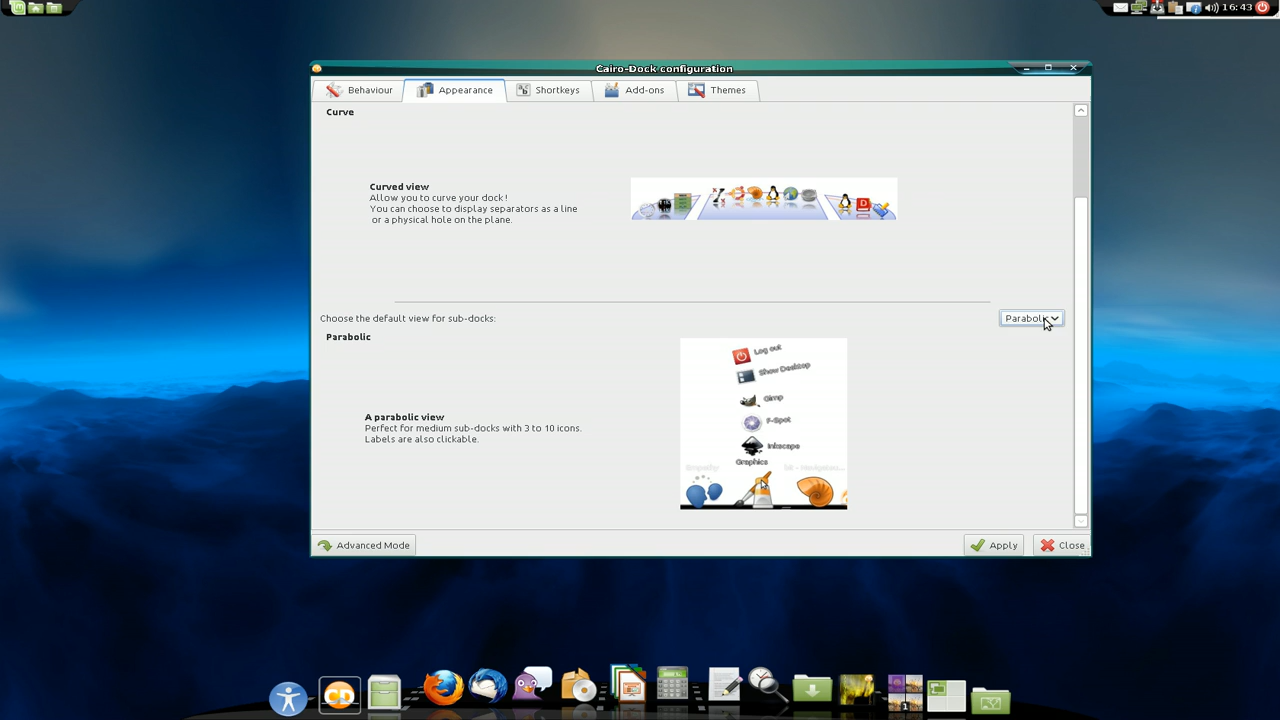 16:43
Cairo-Dock configuration
Behaviour
Appearance
Shortkeys
Add-ons
Themes
Curve
Curved view
Allow you to curve your dock!
You can choose to display separators as a line
or a physical hole on the plane.
Choose the default view for sub-docks:
Parabolic
Log out
Show Desktop
Gimp
F-Spot
A parabolic view
Perfect for medium sub-docks with 3 to 10 icons.
Labels are also clickable.
Inkscape
Graphics
Empathy
Advanced Mode
Apply
Close
CD
1